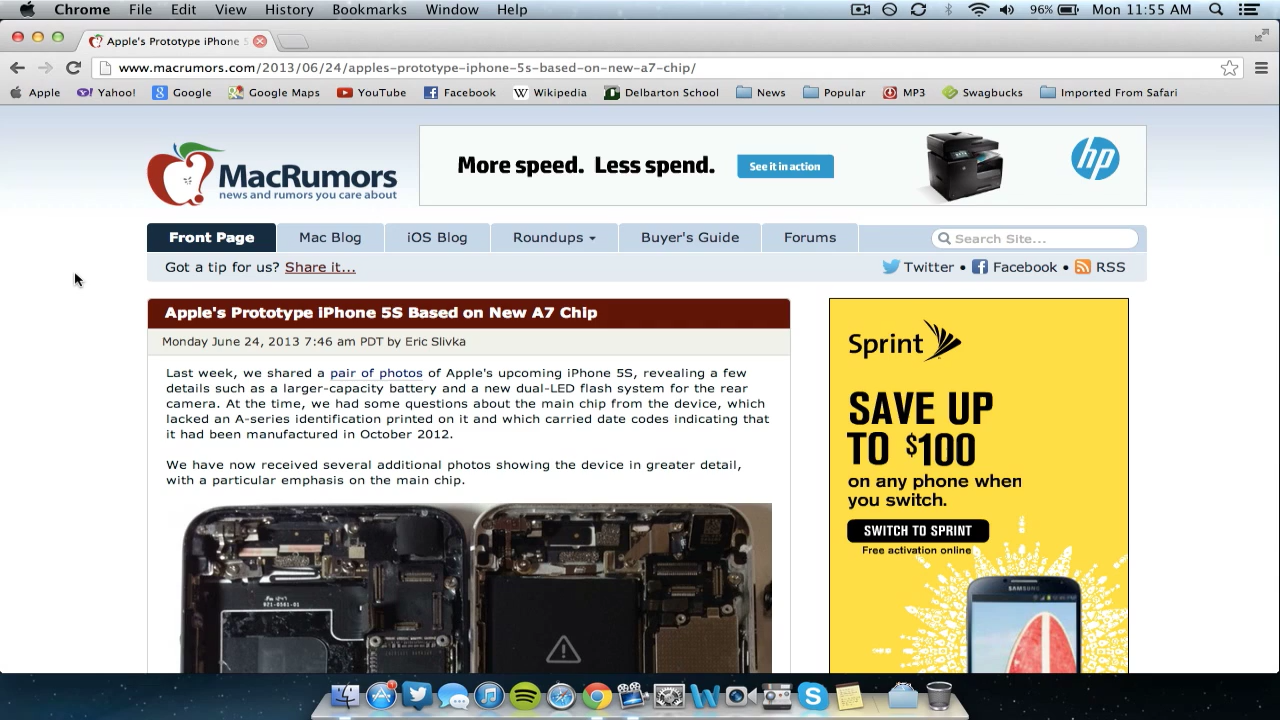 Chrome File Edit View History Bookmarks Window Help 96% Mon 11:55 AM
Apple's Prototype iPhone 5S
www.macrumors.com/2013/06/24/apples-prototype-iphone-5s-based-on-new-a7-chip/
Apple Yahoo! Google Google Maps YouTube Facebook Wikipedia Delbarton School News Popular MP3 Swagbucks Imported From Safari
MacRumors
news and rumors you care about
More speed. Less spend. See it in action hp
Front Page Mac Blog iOS Blog Roundups Buyer's Guide Forums Search Site...
Got a tip for us? Share it... Twitter • Facebook • RSS
Apple's Prototype iPhone 5S Based on New A7 Chip
Monday June 24, 2013 7:46 am PDT by Eric Slivka
Last week, we shared a pair of photos of Apple's upcoming iPhone 5S, revealing a few
details such as a larger-capacity battery and a new dual-LED flash system for the rear
camera. At the time, we had some questions about the main chip from the device, which
lacked an A-series identification printed on it and which carried date codes indicating that
it had been manufactured in October 2012.
We have now received several additional photos showing the device in greater detail,
with a particular emphasis on the main chip.
Sprint
SAVE UP
TO $100
on any phone when
you switch.
SWITCH TO SPRINT
Free activation online
SAMSUNG